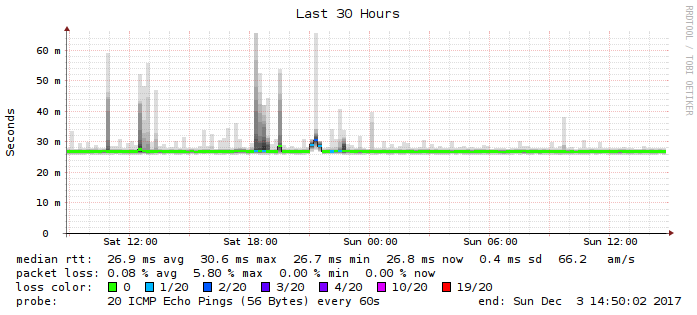 Last 30 Hours
RRDTOOL / TOBI OETIKER
Seconds
60 m
50 m
40 m
30 m
20 m
10 m
0
Sat 12:00 Sat 18:00 Sun 00:00 Sun 06:00 Sun 12:00
median rtt: 26.9 ms avg 30.6 ms max 26.7 ms min 26.8 ms now 0.4 ms sd 66.2 am/s
packet loss: 0.08 % avg 5.80 % max 0.00 % min 0.00 % now
loss color: 0 1/20 2/20 3/20 4/20 10/20 19/20
probe: 20 ICMP Echo Pings (56 Bytes) every 60s end: Sun Dec 3 14:50:02 2017